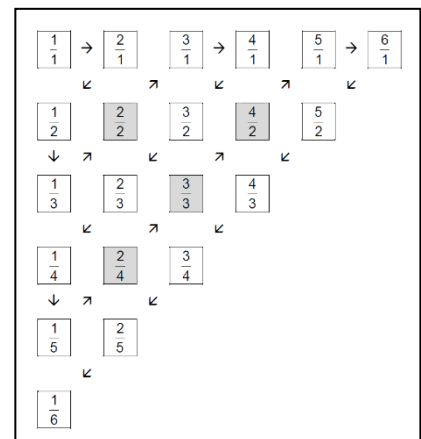 1/1 → 2/1 3/1 → 4/1 5/1 → 6/1
↙ ↗ ↙ ↗ ↙
1/2 2/2 3/2 4/2 5/2
↓ ↗ ↙ ↗ ↙
1/3 2/3 3/3 4/3
↙ ↗ ↙
1/4 2/4 3/4
↓ ↗ ↙
1/5 2/5
↙
1/6